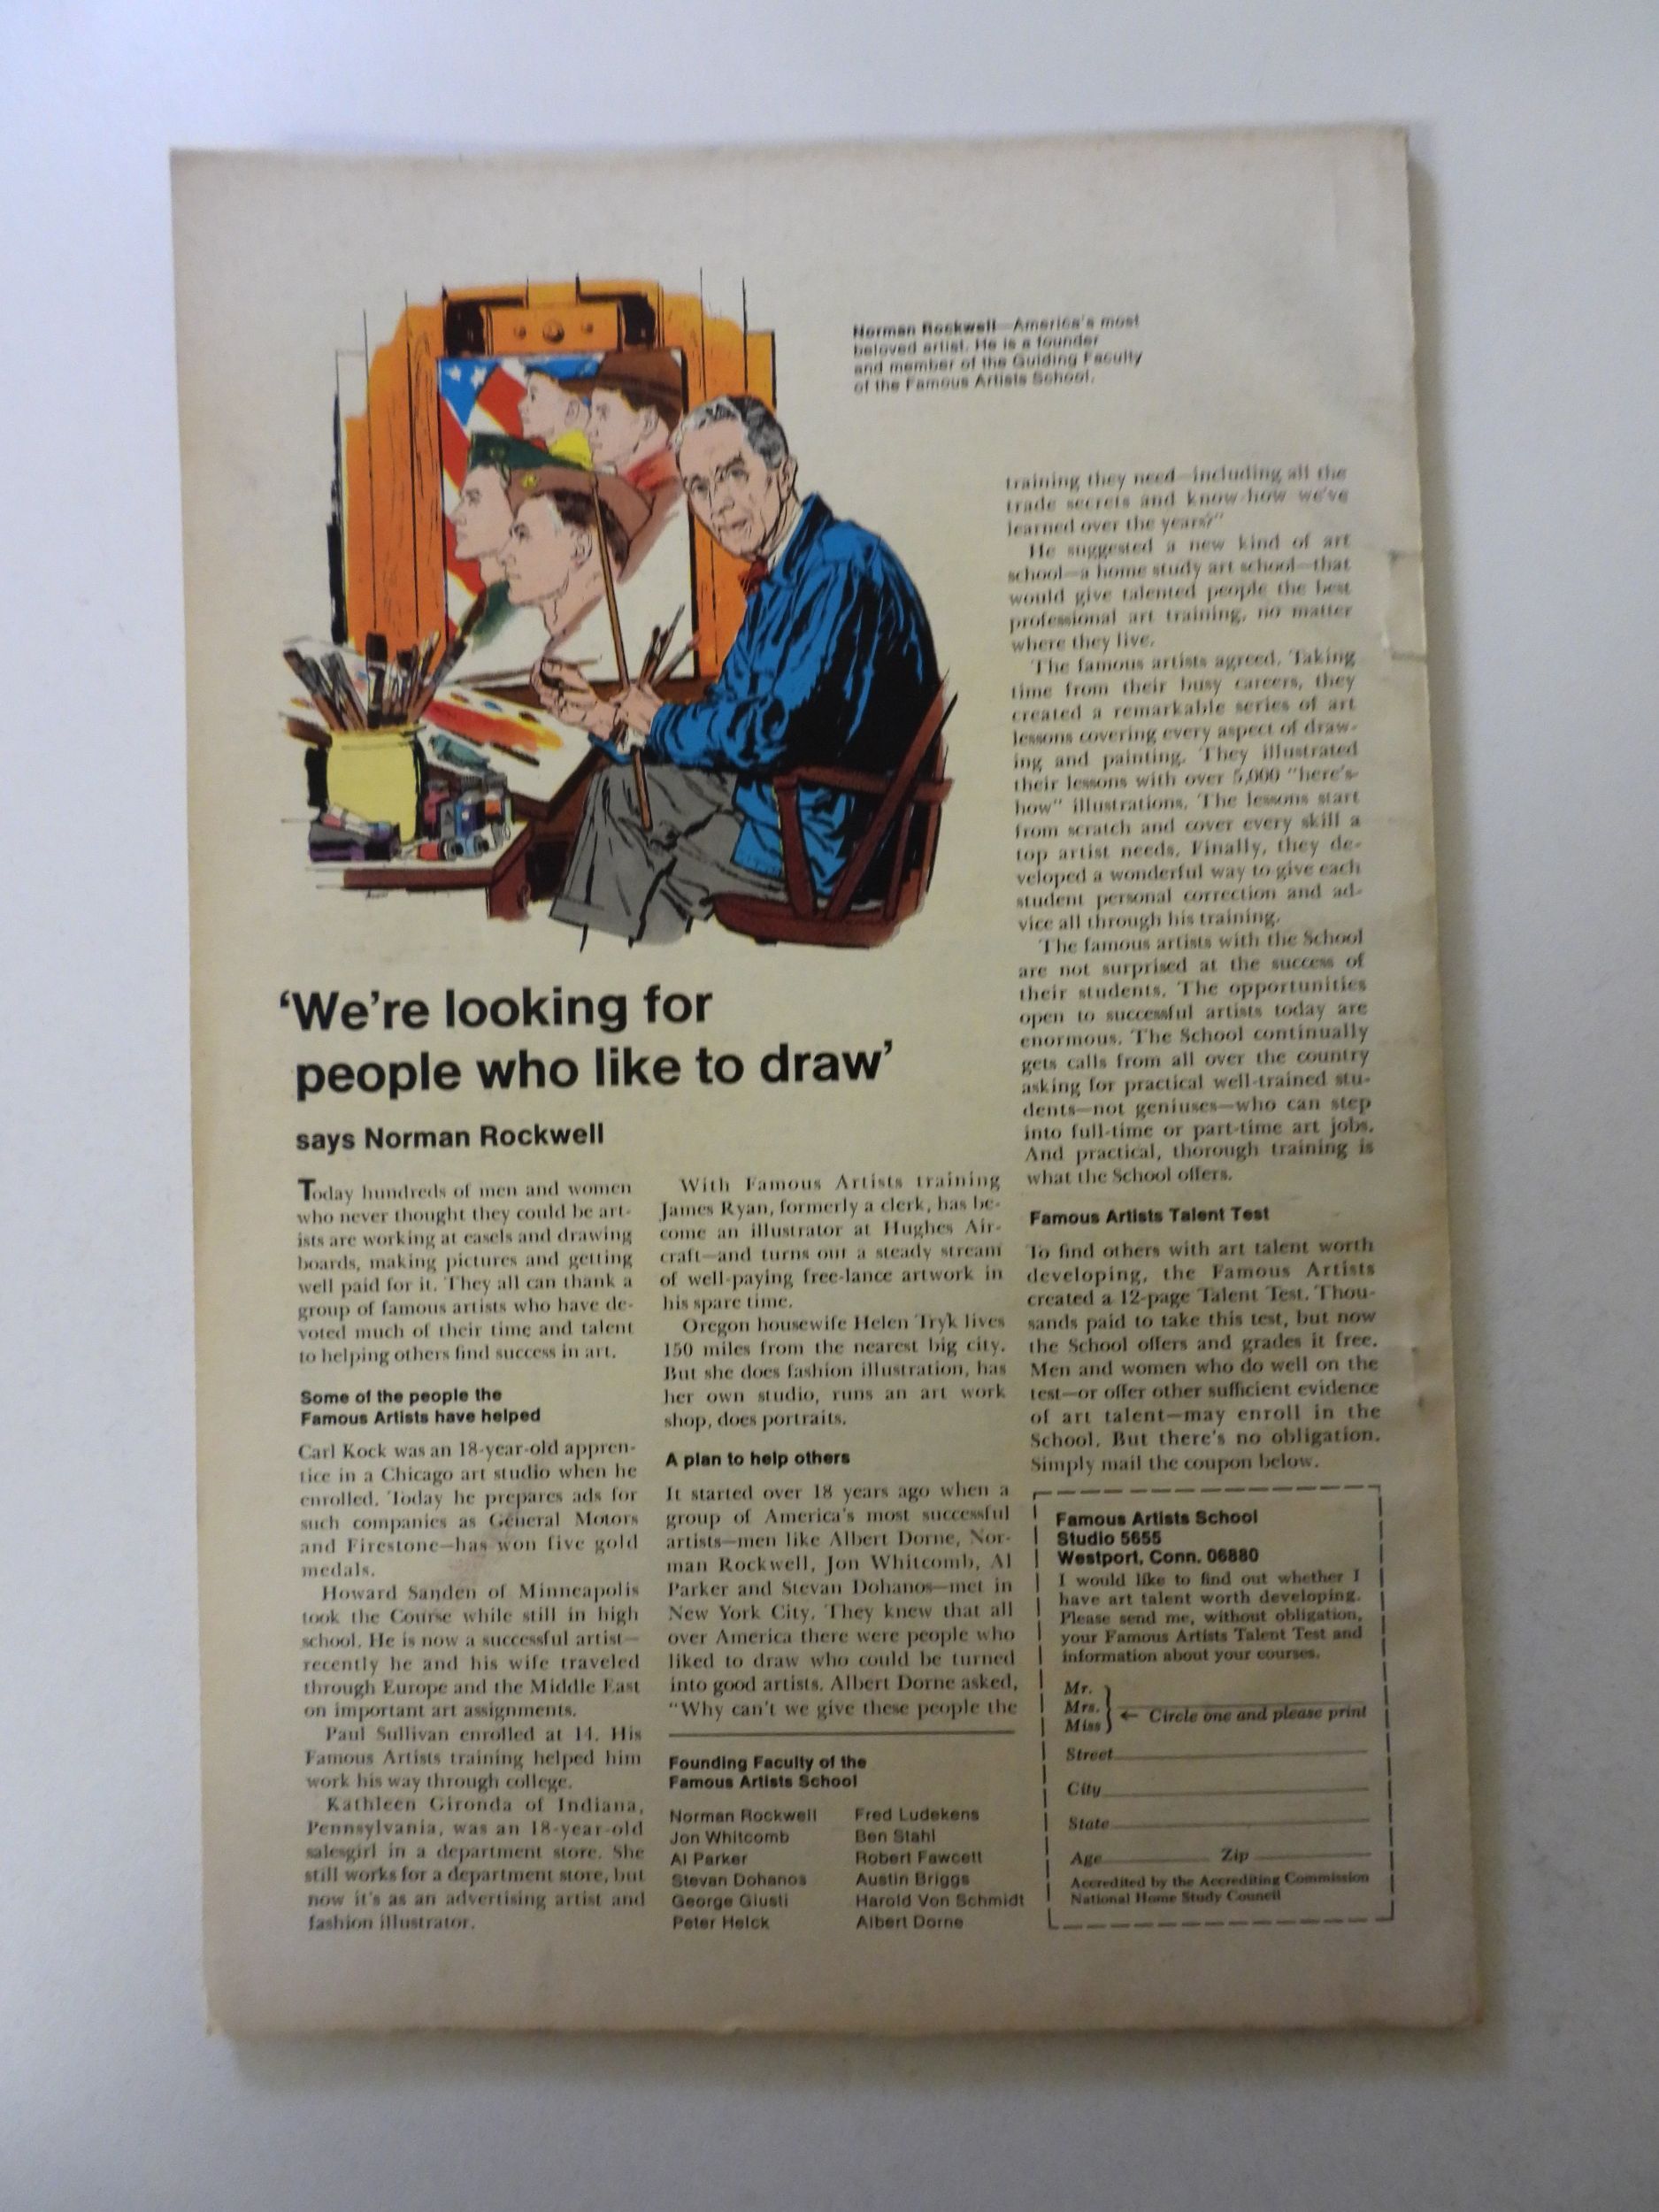 Norman Rockwell—America's most
beloved artist. He is a founder
and member of the Guiding Faculty
of the Famous Artists School.
'We're looking for
people who like to draw'
says Norman Rockwell
Today hundreds of men and women
who never thought they could be art-
ists are working at easels and drawing
boards, making pictures and getting
well paid for it. They all can thank a
group of famous artists who have de-
voted much of their time and talent
to helping others find success in art.
Some of the people the
Famous Artists have helped
Carl Kock was an 18-year-old appren-
tice in a Chicago art studio when he
enrolled. Today he prepares ads for
such companies as General Motors
and Firestone—has won five gold
medals.
Howard Sanden of Minneapolis
took the Course while still in high
school. He is now a successful artist—
recently he and his wife traveled
through Europe and the Middle East
on important art assignments.
Paul Sullivan enrolled at 14. His
Famous Artists training helped him
work his way through college.
Kathleen Gironda of Indiana,
Pennsylvania, was an 18-year-old
salesgirl in a department store. She
still works for a department store, but
now it's as an advertising artist and
fashion illustrator.
With Famous Artists training
James Ryan, formerly a clerk, has be-
come an illustrator at Hughes Air-
craft—and turns out a steady stream
of well-paying free-lance artwork in
his spare time.
Oregon housewife Helen Tryk lives
150 miles from the nearest big city.
But she does fashion illustration, has
her own studio, runs an art work
shop, does portraits.
A plan to help others
It started over 18 years ago when a
group of America's most successful
artists—men like Albert Dorne, Nor-
man Rockwell, Jon Whitcomb, Al
Parker and Stevan Dohanos—met in
New York City. They knew that all
over America there were people who
liked to draw who could be turned
into good artists. Albert Dorne asked,
"Why can't we give these people the
Founding Faculty of the
Famous Artists School
Norman Rockwell
Jon Whitcomb
Al Parker
Stevan Dohanos
George Giusti
Peter Helck
Fred Ludekens
Ben Stahl
Robert Fawcett
Austin Briggs
Harold Von Schmidt
Albert Dorne
training they need—including all the
trade secrets and know-how we've
learned over the years?"
He suggested a new kind of art
school—a home study art school—that
would give talented people the best
professional art training, no matter
where they live.
The famous artists agreed. Taking
time from their busy careers, they
created a remarkable series of art
lessons covering every aspect of draw-
ing and painting. They illustrated
their lessons with over 5,000 "here's-
how" illustrations. The lessons start
from scratch and cover every skill a
top artist needs. Finally, they de-
veloped a wonderful way to give each
student personal correction and ad-
vice all through his training.
The famous artists with the School
are not surprised at the success of
their students. The opportunities
open to successful artists today are
enormous. The School continually
gets calls from all over the country
asking for practical well-trained stu-
dents—not geniuses—who can step
into full-time or part-time art jobs.
And practical, thorough training is
what the School offers.
Famous Artists Talent Test
To find others with art talent worth
developing, the Famous Artists
created a 12-page Talent Test. Thou-
sands paid to take this test, but now
the School offers and grades it free.
Men and women who do well on the
test—or offer other sufficient evidence
of art talent—may enroll in the
School. But there's no obligation.
Simply mail the coupon below.
Famous Artists School
Studio 5655
Westport, Conn. 06880
I would like to find out whether I
have art talent worth developing.
Please send me, without obligation,
your Famous Artists Talent Test and
information about your courses.
Mr.
Mrs.
Miss
← Circle one and please print
Street
City
State
Age Zip
Accredited by the Accrediting Commission
National Home Study Council